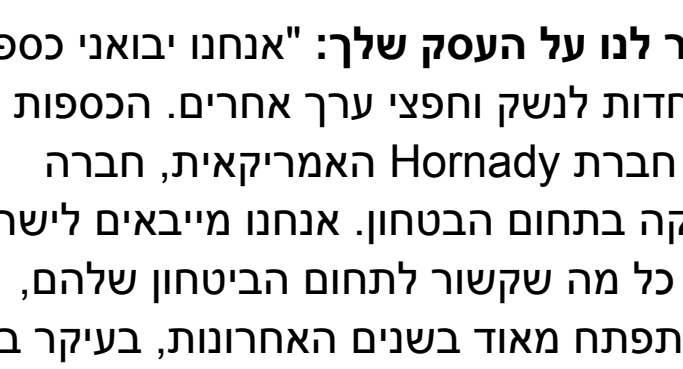 ר לנו על העסק שלך: "אנחנו יבואני כספ
חדות לנשק וחפצי ערך אחרים. הכספות
חברת Hornady האמריקאית, חברה
קה בתחום הבטחון. אנחנו מייבאים לישר
כל מה שקשור לתחום הביטחון שלהם,
תפתח מאוד בשנים האחרונות, בעיקר ב